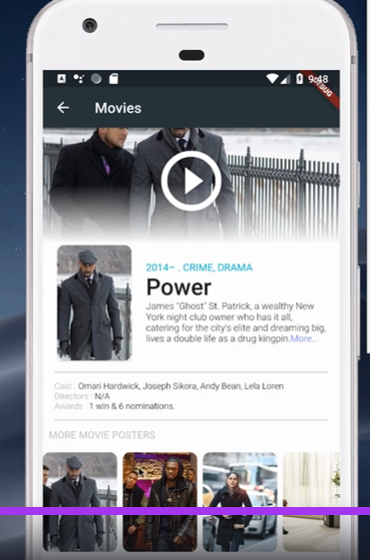 9:48
DEBUG
Movies
2014– . CRIME, DRAMA
Power
James "Ghost" St. Patrick, a wealthy New
York night club owner who has it all,
catering for the city's elite and dreaming big,
lives a double life as a drug kingpin.More...
Cast : Omari Hardwick, Joseph Sikora, Andy Bean, Lela Loren
Directors : N/A
Awards : 1 win & 6 nominations.
MORE MOVIE POSTERS